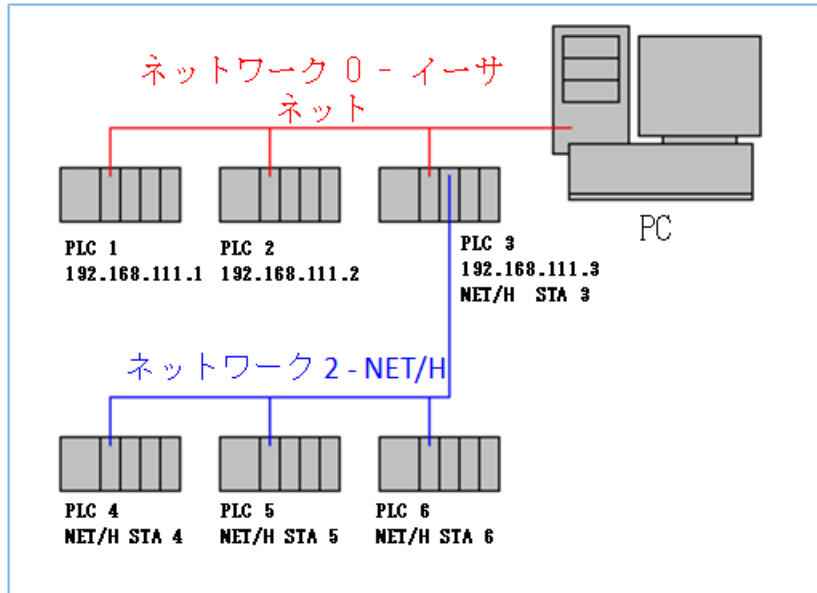 ネットワーク 0 - イーサ
ネット
PC
PLC 1
192.168.111.1
PLC 2
192.168.111.2
PLC 3
192.168.111.3
NET/H STA 3
ネットワーク 2 - NET/H
PLC 4
NET/H STA 4
PLC 5
NET/H STA 5
PLC 6
NET/H STA 6